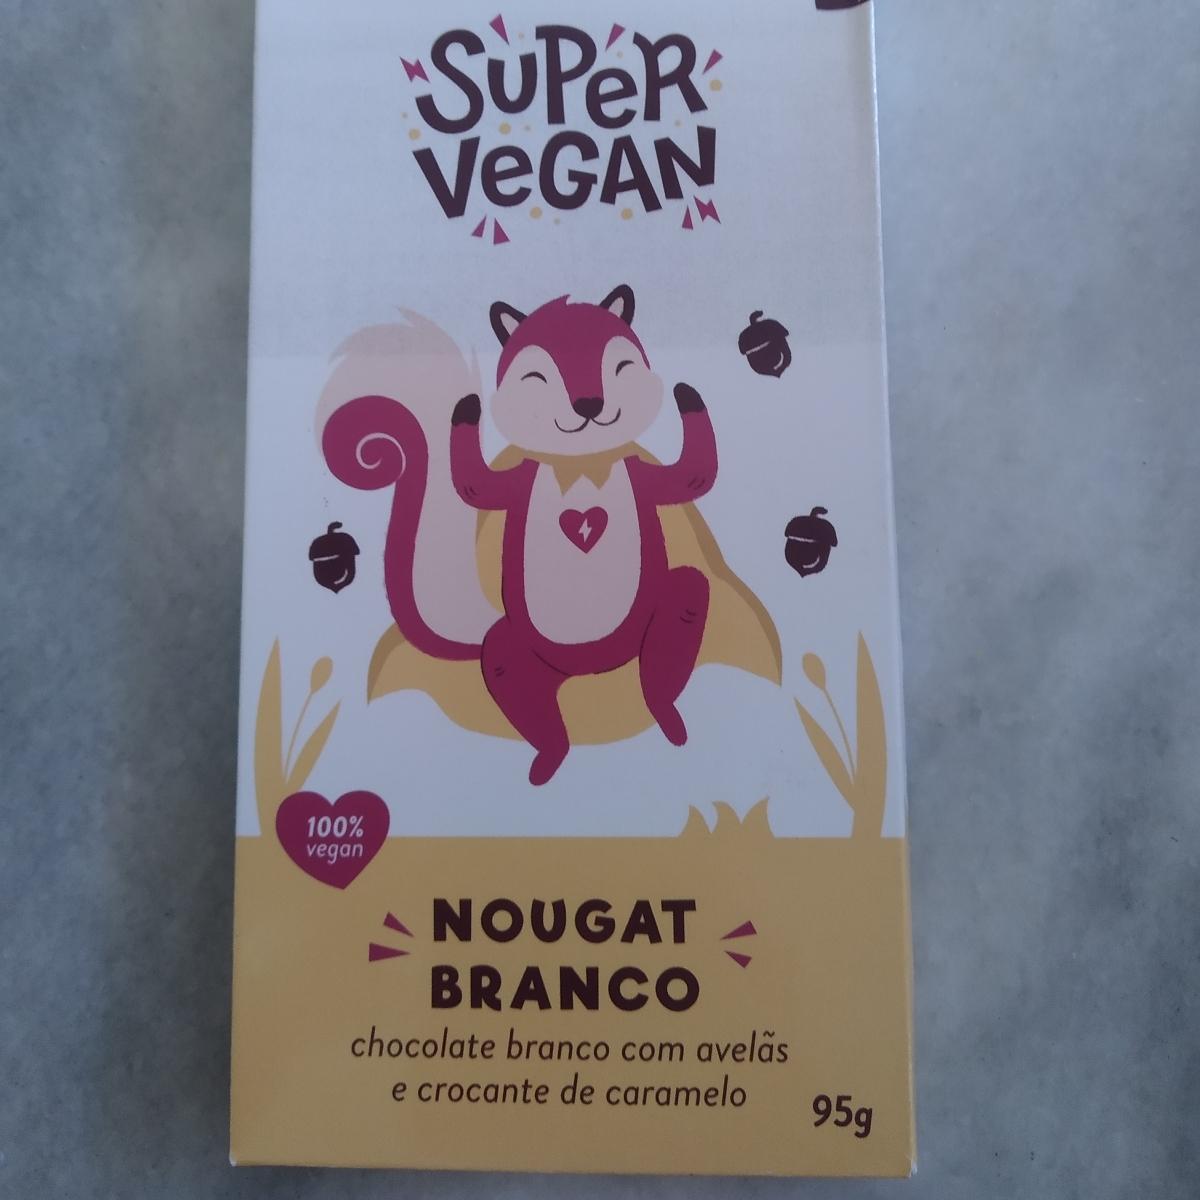 SUPER
VEGAN
100%
vegan
NOUGAT
BRANCO
chocolate branco com avelãs
e crocante de caramelo
95g